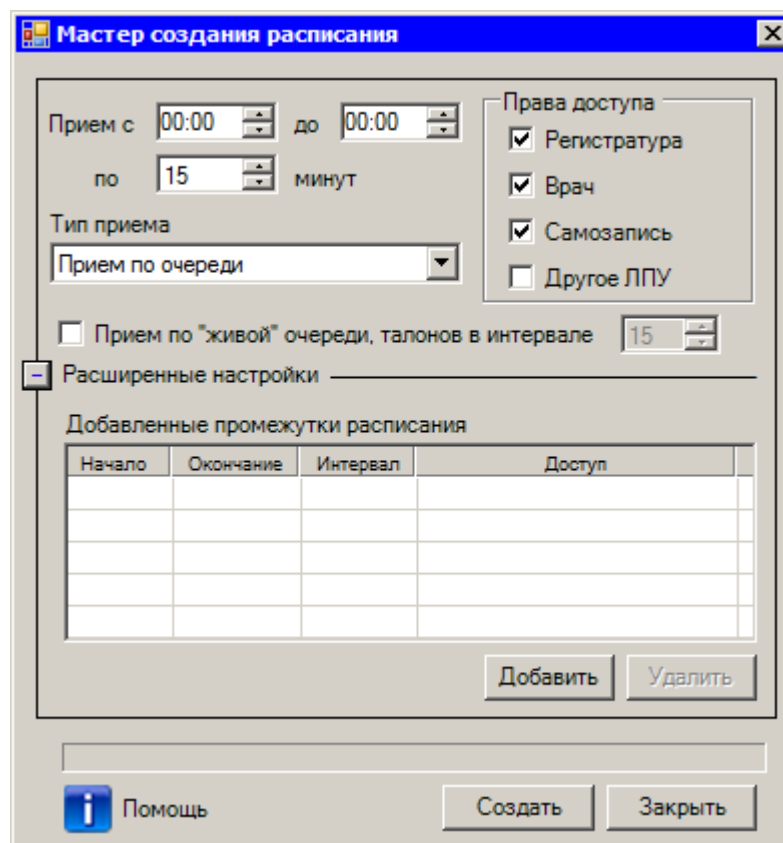 Мастер создания расписания
Прием с 00:00 до 00:00
по 15 минут
Тип приема
Прием по очереди
Права доступа
Регистратура
Врач
Самозапись
Другое ЛПУ
Прием по "живой" очереди, талонов в интервале 15
Расширенные настройки
Добавленные промежутки расписания
Начало Окончание Интервал Доступ
Добавить Удалить
Помощь Создать Закрыть